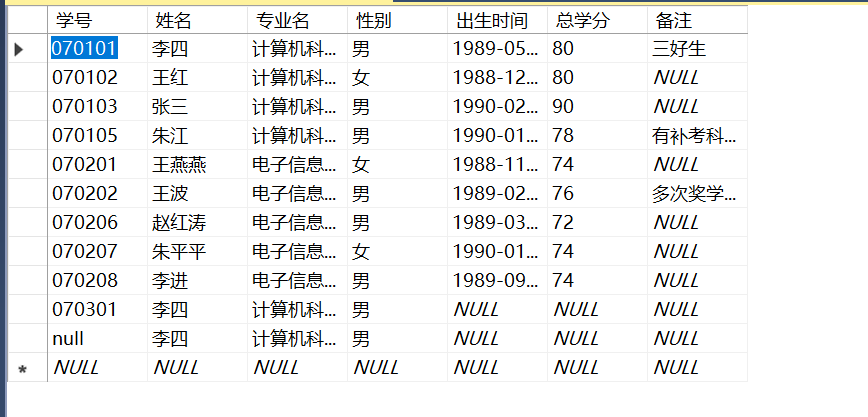 学号 姓名 专业名 性别 出生时间 总学分 备注
070101 李四 计算机科... 男 1989-05... 80 三好生
070102 王红 计算机科... 女 1988-12... 80 NULL
070103 张三 计算机科... 男 1990-02... 90 NULL
070105 朱江 计算机科... 男 1990-01... 78 有补考科...
070201 王燕燕 电子信息... 女 1988-11... 74 NULL
070202 王波 电子信息... 男 1989-02... 76 多次奖学...
070206 赵红涛 电子信息... 男 1989-03... 72 NULL
070207 朱平平 电子信息... 女 1990-01... 74 NULL
070208 李进 电子信息... 男 1989-09... 74 NULL
070301 李四 计算机科... 男 NULL NULL NULL
null 李四 计算机科... 男 NULL NULL NULL
NULL NULL NULL NULL NULL NULL NULL